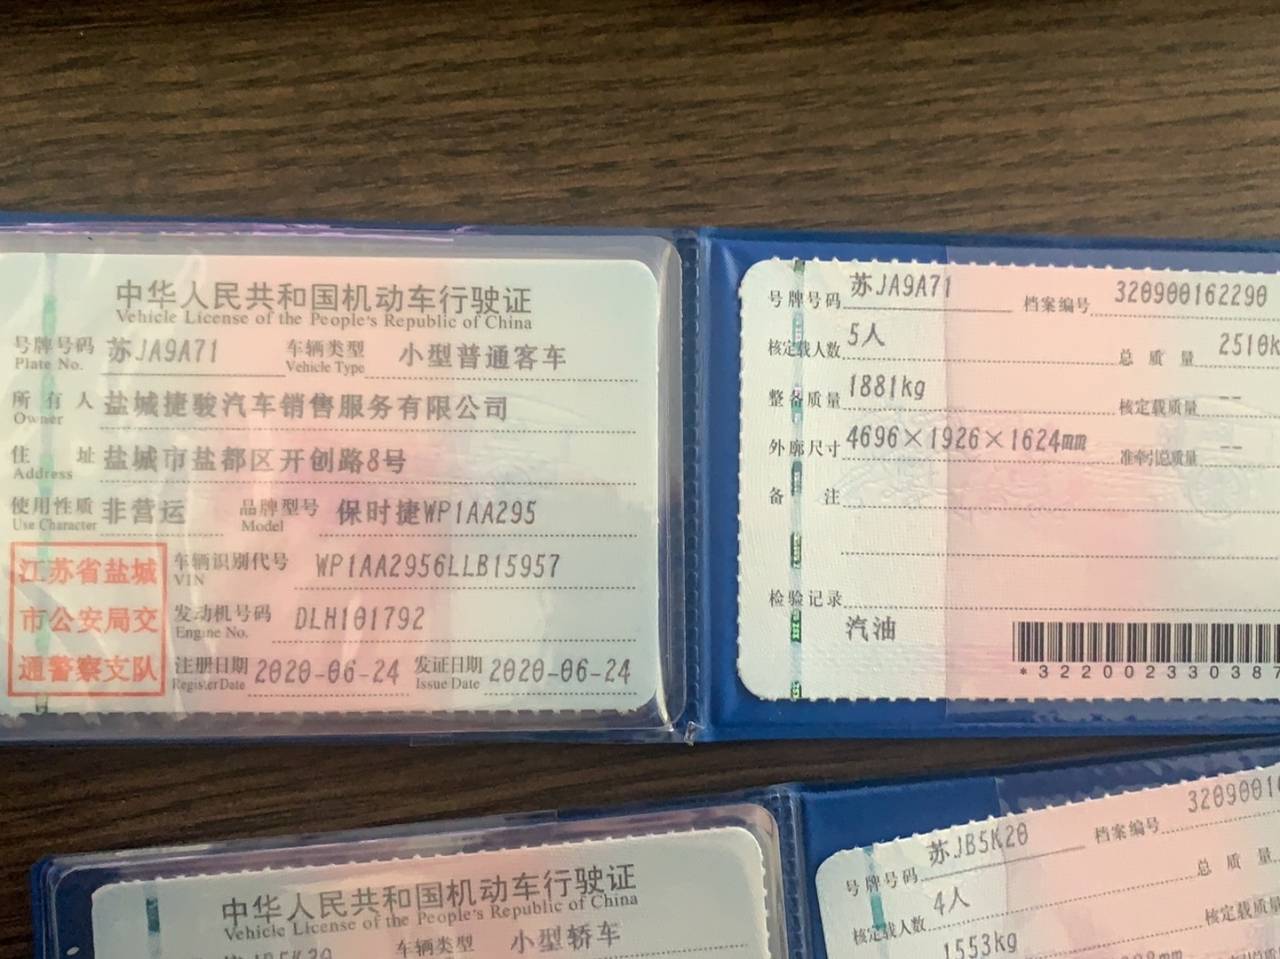 中华人民共和国机动车行驶证
Vehicle License of the People's Republic of China
号牌号码 苏JA9A71 车辆类型 小型普通客车
Plate No. Vehicle Type
所有人 盐城捷骏汽车销售服务有限公司
Owner
住址 盐城市盐都区开创路8号
Address
使用性质 非营运 品牌型号 保时捷WP1AA295
Use Character Model
江苏省盐城
市公安局交
通警察支队
车辆识别代号 WP1AA2956LLB15957
VIN
发动机号码 DLH101792
Engine No.
注册日期 2020-06-24 发证日期 2020-06-24
Register Date Issue Date
号牌号码 苏JA9A71 档案编号 320900162290
核定载人数 5人 总质量 2510k
整备质量 1881kg 核定载质量 --
外廓尺寸 4696×1926×1624mm 准牵引总质量 --
备注
检验记录
汽油
*322002330387
中华人民共和国机动车行驶证
Vehicle License of the People's Republic of China
苏JB5K20 车辆类型 小型轿车
号牌号码 苏JB5K20 档案编号 3209001
核定载人数 4人 总质量
1553kg 核定载质量